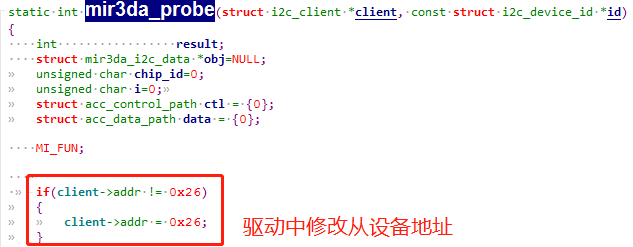 static int mir3da_probe(struct i2c_client *client, const struct i2c_device_id *id)
{
int result;
struct mir3da_i2c_data *obj=NULL;
unsigned char chip_id=0;
unsigned char i=0;
struct acc_control_path ctl = {0};
struct acc_data_path data = {0};
MI_FUN;
if(client->addr != 0x26)
{
client->addr = 0x26;
}
驱动中修改从设备地址